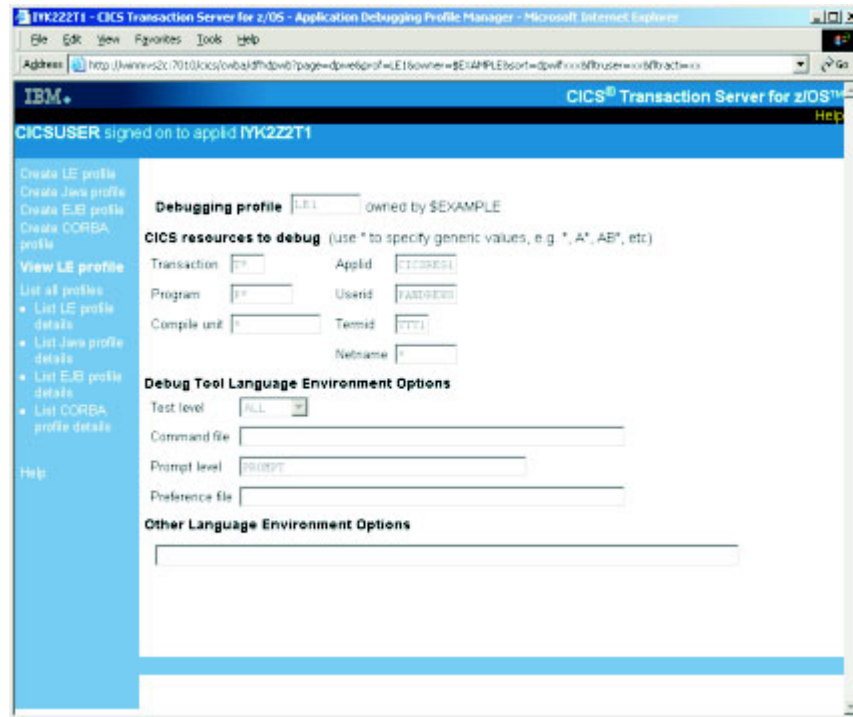 IYK2Z2T1 - CICS Transaction Server for z/OS - Application Debugging Profile Manager - Microsoft Internet Explorer
File Edit View Favorites Tools Help
Address Go
IBM.
CICS® Transaction Server for z/OS™
Help
CICSUSER signed on to applid IYK2Z2T1
Create LE profile
Create Java profile
Create EJB profile
Create CORBA
profile
View LE profile
List all profiles
• List LE profile
details
• List Java profile
details
• List EJB profile
details
• List CORBA
profile details
Help
Debugging profile LE1 owned by $EXAMPLE
CICS resources to debug (use * to specify generic values, e.g. *, A*, AB*, etc)
Transaction T* Applid CICSREG1
Program P* Userid
Compile unit * Termid TTT1
Netname *
Debug Tool Language Environment Options
Test level ALL
Command file
Prompt level PROMPT
Preference file
Other Language Environment Options